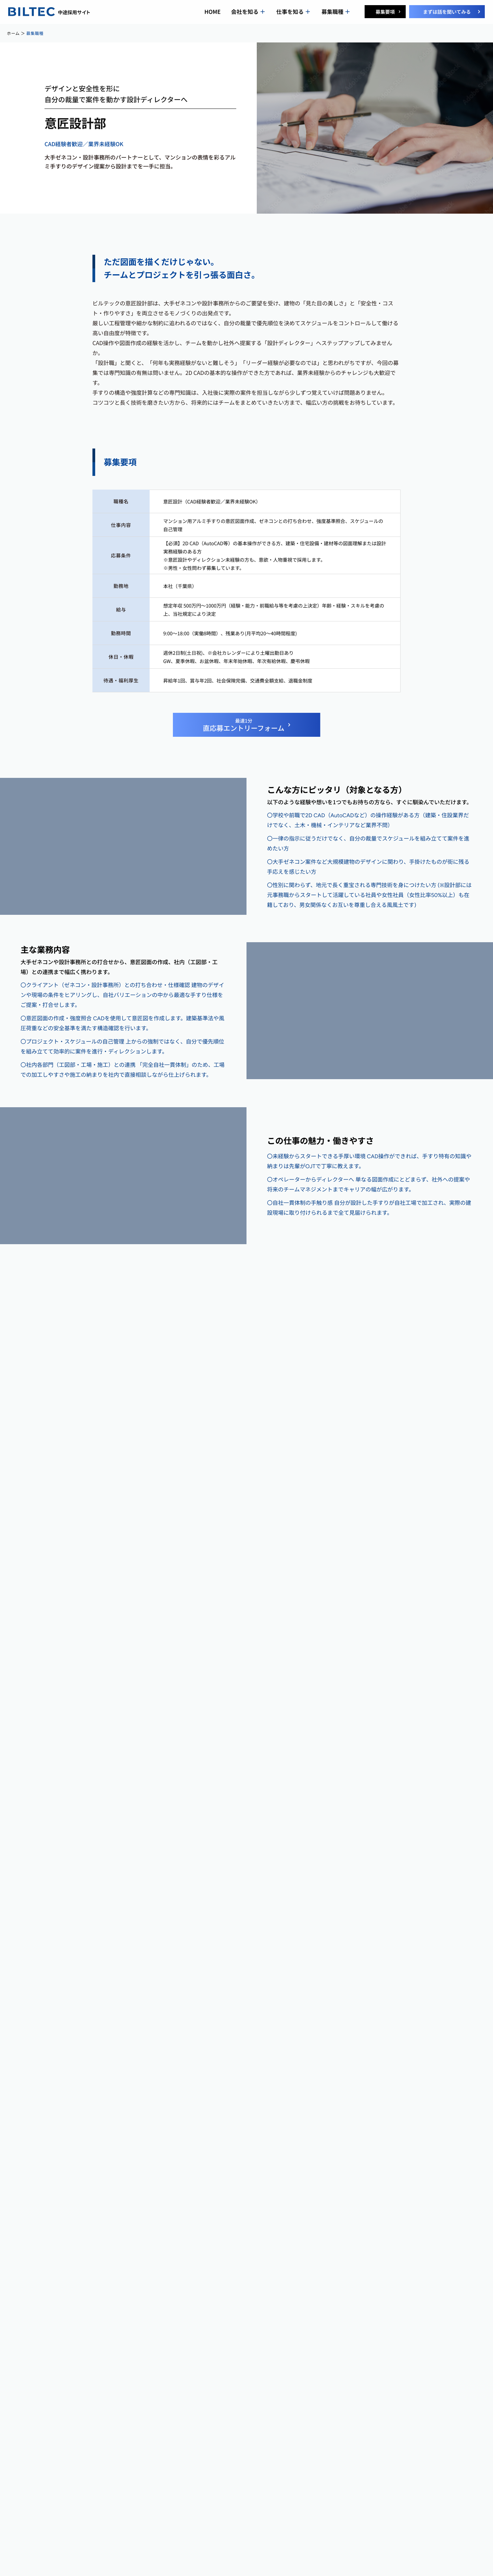 BILTEC 中途採用サイト
HOME
会社を知る ＋
仕事を知る ＋
募集職種 ＋
募集要項
まずは話を聞いてみる
ホーム > 募集職種
デザインと安全性を形に
自分の裁量で案件を動かす設計ディレクターへ
意匠設計部
CAD経験者歓迎／業界未経験OK
大手ゼネコン・設計事務所のパートナーとして、マンションの表情を彩るアル
ミ手すりのデザイン提案から設計までを一手に担当。
ただ図面を描くだけじゃない。
チームとプロジェクトを引っ張る面白さ。
ビルテックの意匠設計部は、大手ゼネコンや設計事務所からのご要望を受け、建物の「見た目の美しさ」と「安全性・コス
ト・作りやすさ」を両立させるモノづくりの出発点です。
厳しい工程管理や細かな制約に追われるのではなく、自分の裁量で優先順位を決めてスケジュールをコントロールして働ける
高い自由度が特徴です。
CAD操作や図面作成の経験を活かし、チームを動かし社外へ提案する「設計ディレクター」へステップアップしてみません
か。
「設計職」と聞くと、「何年も実務経験がないと難しそう」「リーダー経験が必要なのでは」と思われがちですが、今回の募
集では専門知識の有無は問いません。2D CADの基本的な操作ができた方であれば、業界未経験からのチャレンジも大歓迎で
す。
手すりの構造や強度計算などの専門知識は、入社後に実際の案件を担当しながら少しずつ覚えていけば問題ありません。
コツコツと長く技術を磨きたい方から、将来的にはチームをまとめていきたい方まで、幅広い方の挑戦をお待ちしています。
募集要項
職種名
意匠設計（CAD経験者歓迎／業界未経験OK）
仕事内容
マンション用アルミ手すりの意匠図面作成、ゼネコンとの打ち合わせ、強度基準照合、スケジュールの
自己管理
応募条件
【必須】2D CAD（AutoCAD等）の基本操作ができる方、建築・住宅設備・建材等の図面理解または設計
実務経験のある方
※意匠設計やディレクション未経験の方も、意欲・人物重視で採用します。
※男性・女性問わず募集しています。
勤務地
本社（千葉県）
給与
想定年収 500万円〜1000万円（経験・能力・前職給与等を考慮の上決定）年齢・経験・スキルを考慮の
上、当社規定により決定
勤務時間
9:00〜18:00（実働8時間）、残業あり(月平均20〜40時間程度)
休日・休暇
週休2日制(土日祝)、※会社カレンダーにより土曜出勤日あり
GW、夏季休暇、お盆休暇、年末年始休暇、年次有給休暇、慶弔休暇
待遇・福利厚生
昇給年1回、賞与年2回、社会保険完備、交通費全額支給、退職金制度
最速1分
直応募エントリーフォーム
こんな方にピッタリ（対象となる方）
以下のような経験や想いを1つでもお持ちの方なら、すぐに馴染んでいただけます。
〇学校や前職で2D CAD（AutoCADなど）の操作経験がある方（建築・住設業界だ
けでなく、土木・機械・インテリアなど業界不問）
〇一律の指示に従うだけでなく、自分の裁量でスケジュールを組み立てて案件を進
めたい方
〇大手ゼネコン案件など大規模建物のデザインに関わり、手掛けたものが街に残る
手応えを感じたい方
〇性別に関わらず、地元で長く重宝される専門技術を身につけたい方 (※設計部には
元事務職からスタートして活躍している社員や女性社員（女性比率50%以上）も在
籍しており、男女関係なくお互いを尊重し合える風風土です)
主な業務内容
大手ゼネコンや設計事務所との打合せから、意匠図面の作成、社内（工図部・工
場）との連携まで幅広く携わります。
〇クライアント（ゼネコン・設計事務所）との打ち合わせ・仕様確認 建物のデザイ
ンや現場の条件をヒアリングし、自社バリエーションの中から最適な手すり仕様を
ご提案・打合せします。
〇意匠図面の作成・強度照合 CADを使用して意匠図を作成します。建築基準法や風
圧荷重などの安全基準を満たす構造確認を行います。
〇プロジェクト・スケジュールの自己管理 上からの強制ではなく、自分で優先順位
を組み立てて効率的に案件を進行・ディレクションします。
〇社内各部門（工図部・工場・施工）との連携 「完全自社一貫体制」のため、工場
での加工しやすさや施工の納まりを社内で直接相談しながら仕上げられます。
この仕事の魅力・働きやすさ
〇未経験からスタートできる手厚い環境 CAD操作ができれば、手すり特有の知識や
納まりは先輩がOJTで丁寧に教えます。
〇オペレーターからディレクターへ 単なる図面作成にとどまらず、社外への提案や
将来のチームマネジメントまでキャリアの幅が広がります。
〇自社一貫体制の手触り感 自分が設計した手すりが自社工場で加工され、実際の建
設現場に取り付けられるまで全て見届けられます。